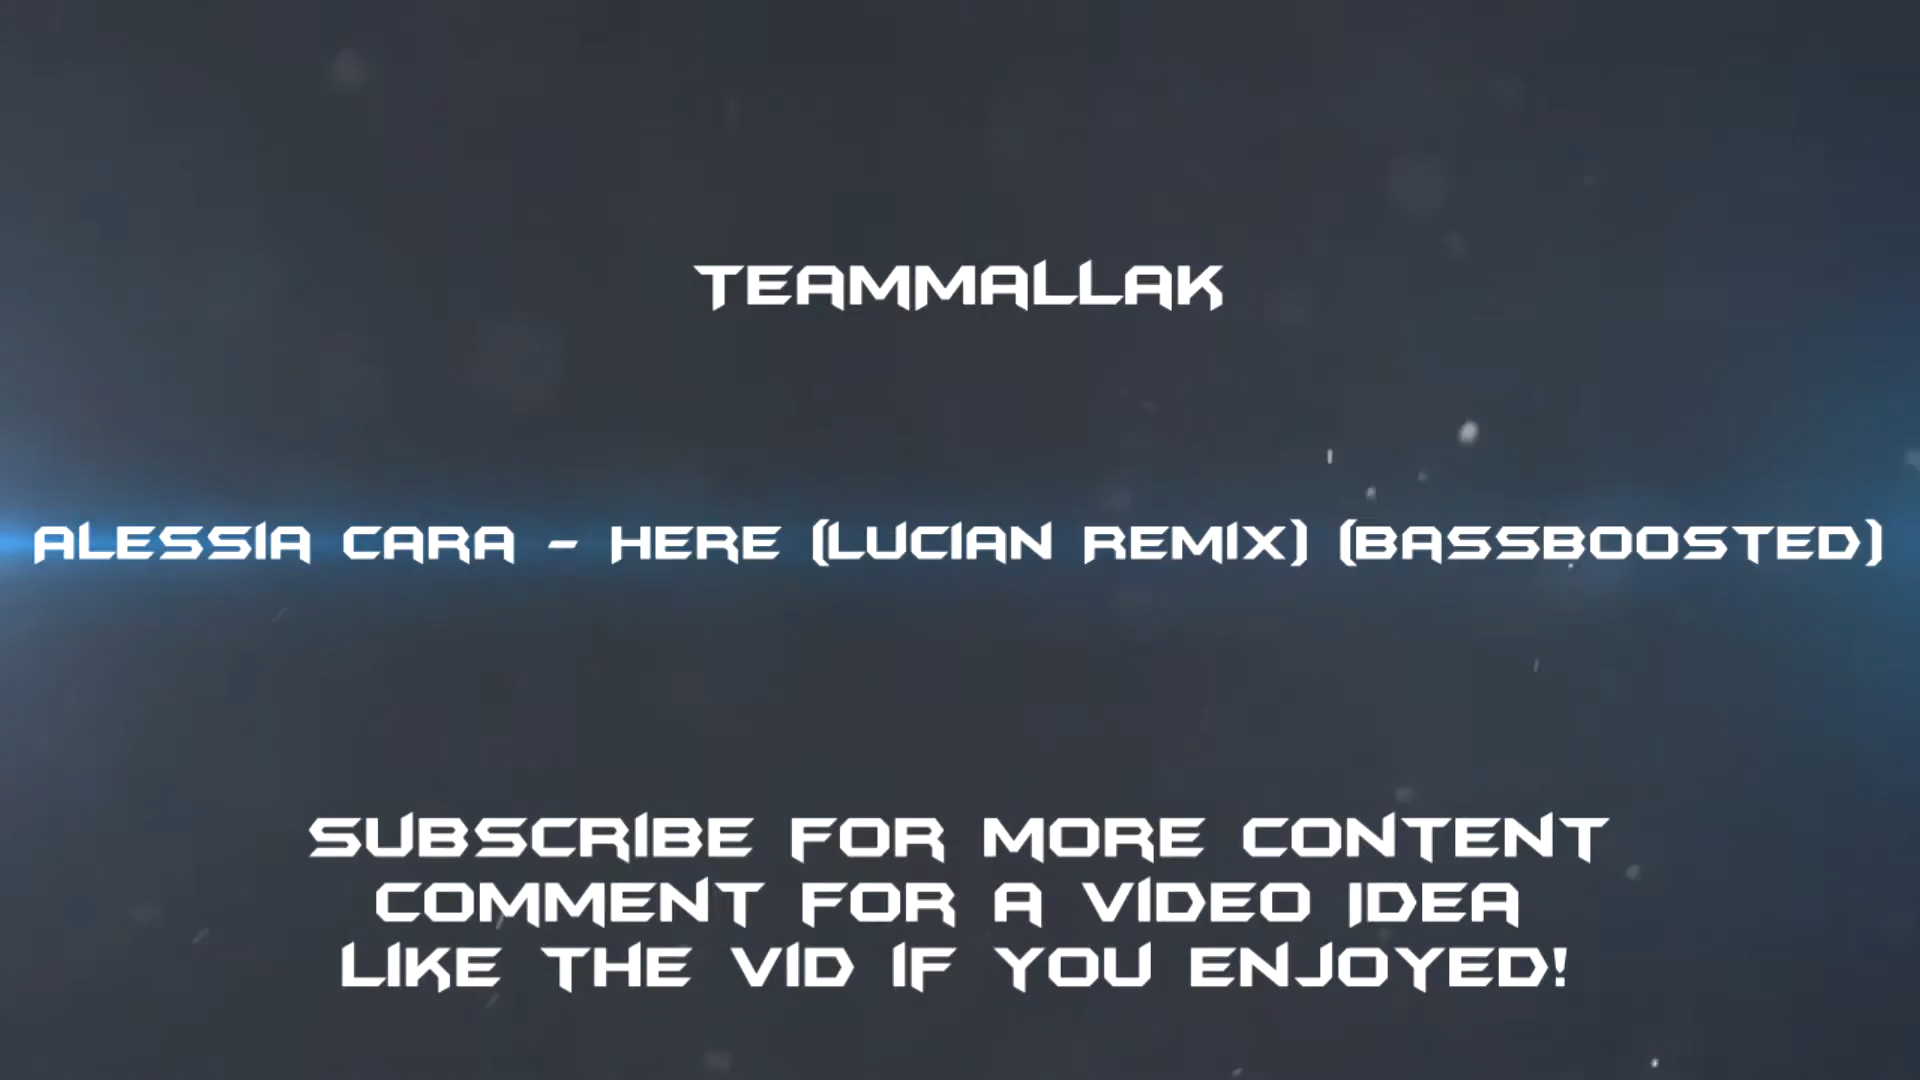 TEAMMALLAK
ALESSIA CARA - HERE (LUCIAN REMIX) (BASSBOOSTED)
SUBSCRIBE FOR MORE CONTENT
COMMENT FOR A VIDEO IDEA
LIKE THE VID IF YOU ENJOYED!